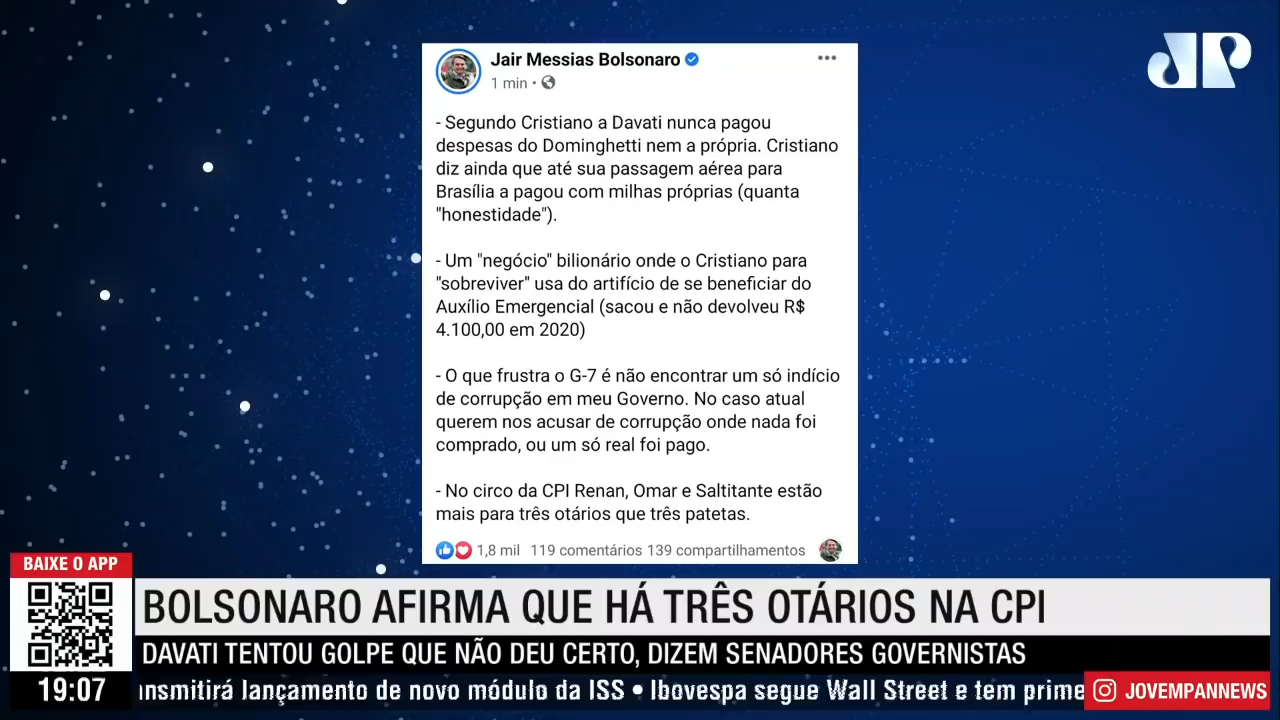 JP
Jair Messias Bolsonaro
1 min •
- Segundo Cristiano a Davati nunca pagou
despesas do Dominghetti nem a própria. Cristiano
diz ainda que até sua passagem aérea para
Brasília a pagou com milhas próprias (quanta
"honestidade").
- Um "negócio" bilionário onde o Cristiano para
"sobreviver" usa do artifício de se beneficiar do
Auxílio Emergencial (sacou e não devolveu R$
4.100,00 em 2020)
- O que frustra o G-7 é não encontrar um só indício
de corrupção em meu Governo. No caso atual
querem nos acusar de corrupção onde nada foi
comprado, ou um só real foi pago.
- No circo da CPI Renan, Omar e Saltitante estão
mais para três otários que três patetas.
1,8 mil 119 comentários 139 compartilhamentos
BAIXE O APP
BOLSONARO AFIRMA QUE HÁ TRÊS OTÁRIOS NA CPI
DAVATI TENTOU GOLPE QUE NÃO DEU CERTO, DIZEM SENADORES GOVERNISTAS
19:07 ansmitirá lançamento de novo módulo da ISS • Ibovespa segue Wall Street e tem prime JOVEMPANNEWS